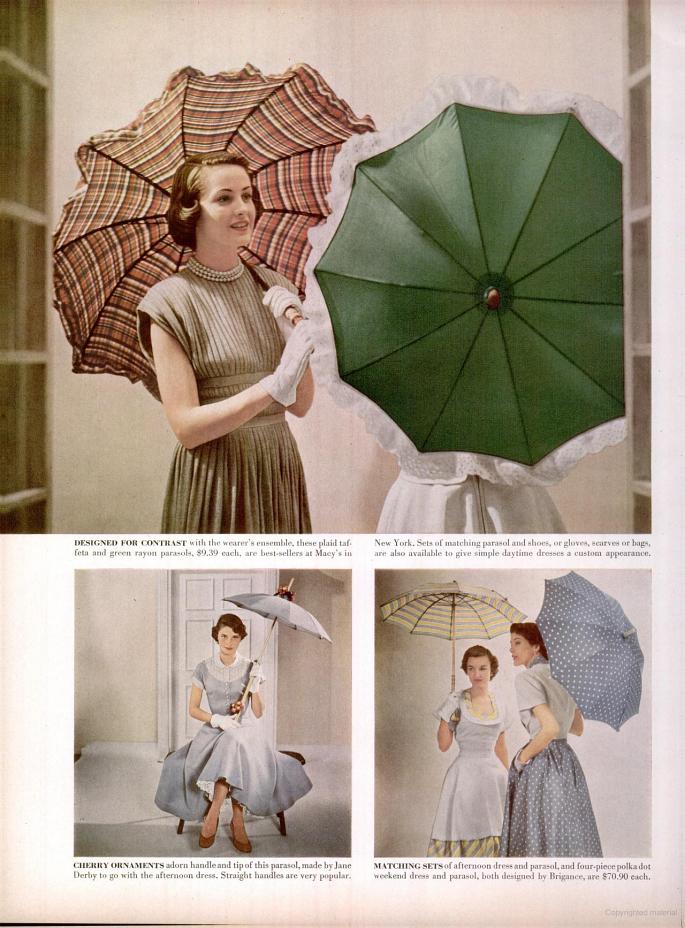 DESIGNED FOR CONTRAST with the wearer's ensemble, these plaid taf-
feta and green rayon parasols, $9.39 each, are best-sellers at Macy's in
New York. Sets of matching parasol and shoes, or gloves, scarves or bags,
are also available to give simple daytime dresses a custom appearance.
CHERRY ORNAMENTS adorn handle and tip of this parasol, made by Jane
Derby to go with the afternoon dress. Straight handles are very popular.
MATCHING SETS of afternoon dress and parasol, and four-piece polka dot
weekend dress and parasol, both designed by Brigance, are $70.90 each.
Copyrighted material